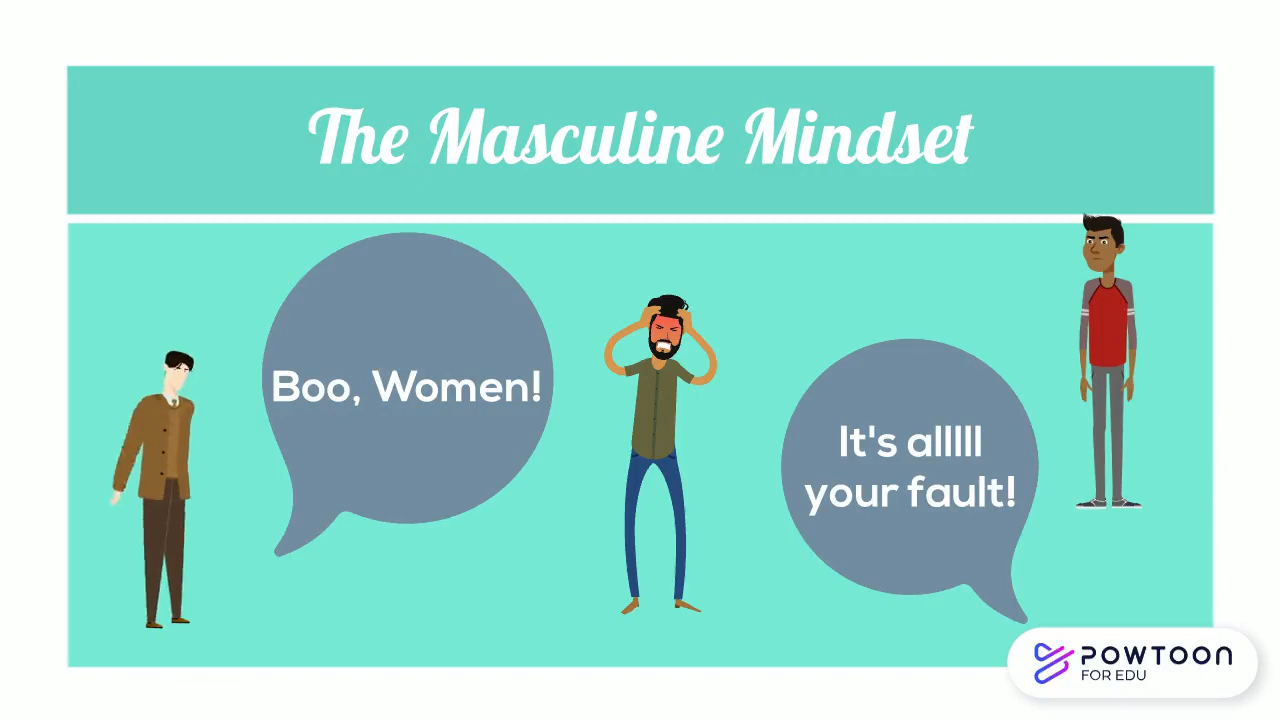 The Masculine Mindset
Boo, Women!
It's alllll
your fault!
POWTOON
FOR EDU